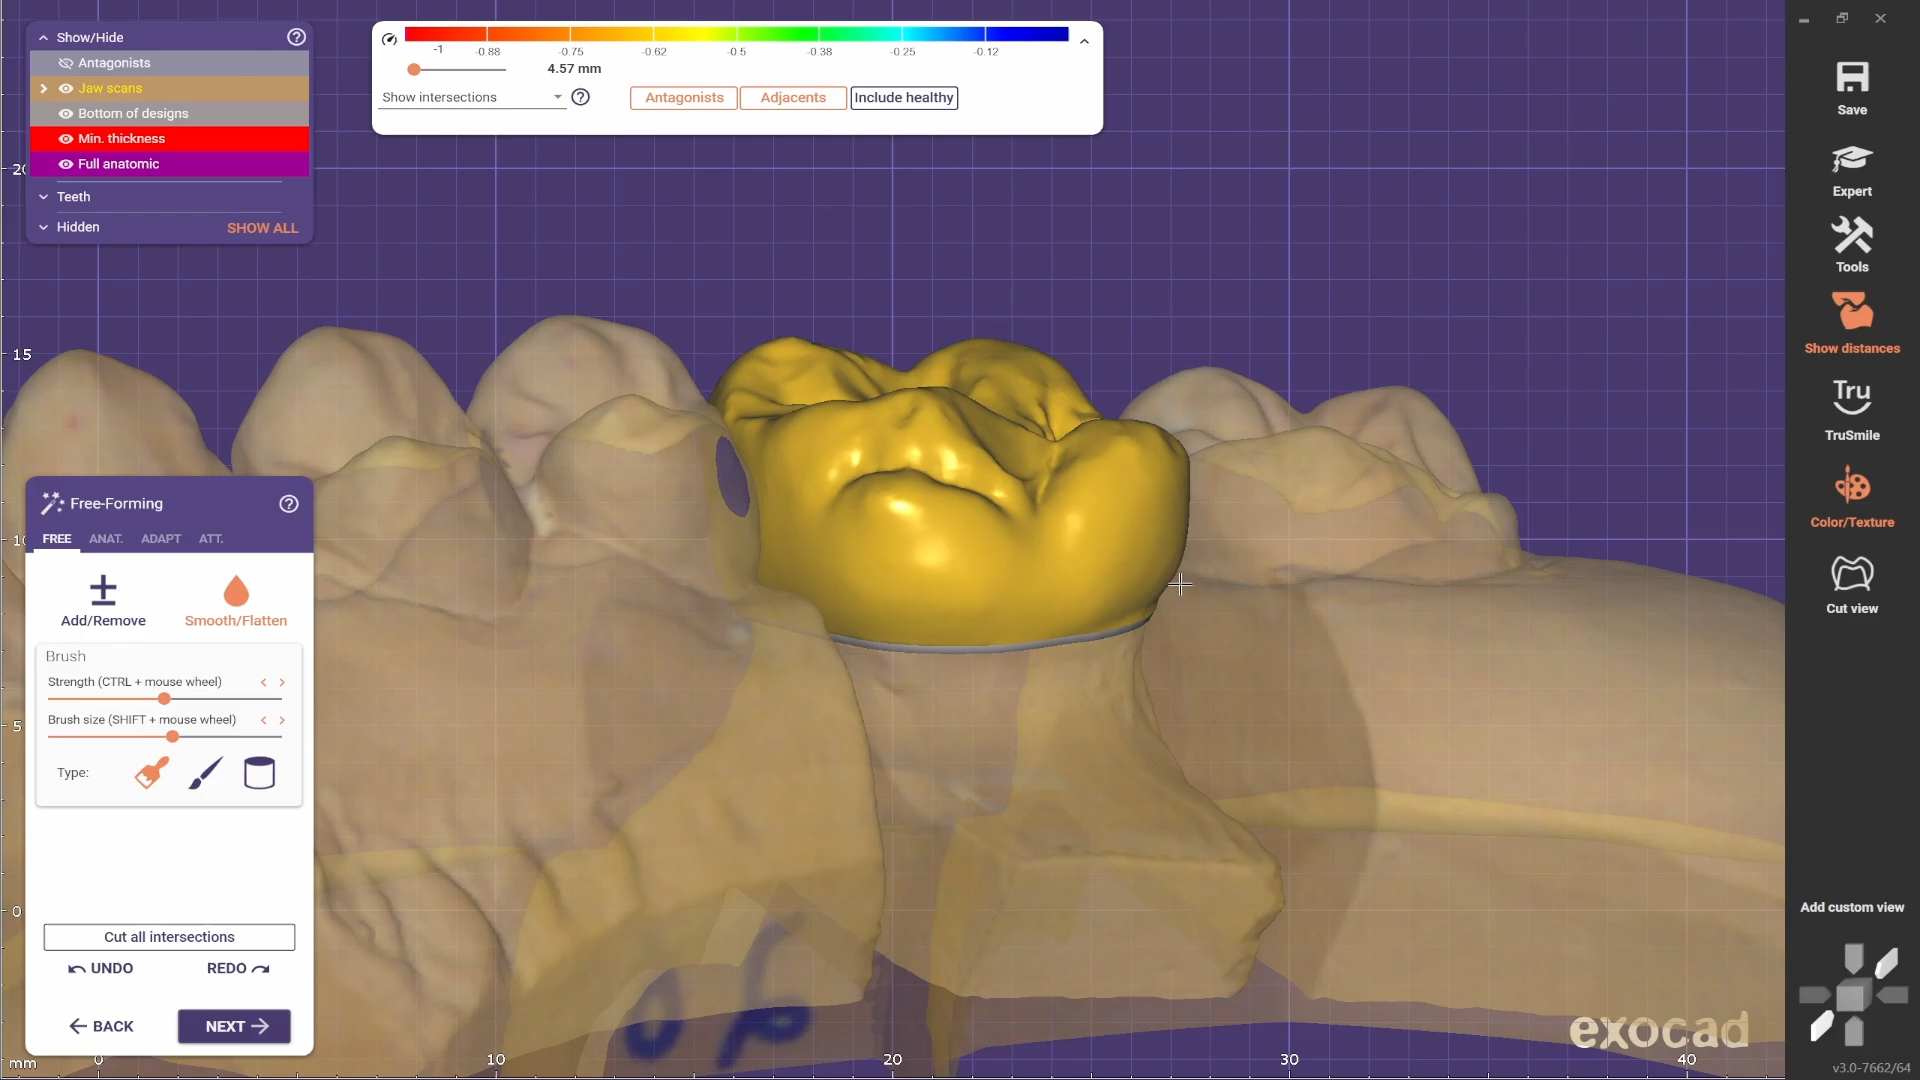 Show/Hide
Antagonists
Jaw scans
Bottom of designs
Min. thickness
Full anatomic
Teeth
Hidden SHOW ALL
-1 -0.88 -0.75 -0.62 -0.5 -0.38 -0.25 -0.12
4.57 mm
Show intersections
Antagonists Adjacents Include healthy
Save
Expert
Tools
Show distances
Tru
TruSmile
Color/Texture
Cut view
Add custom view
Free-Forming
FREE ANAT. ADAPT ATT.
Add/Remove Smooth/Flatten
Brush
Strength (CTRL + mouse wheel)
Brush size (SHIFT + mouse wheel)
Type:
Cut all intersections
UNDO REDO
BACK NEXT
15
5
0
mm 0 10 20 30 40
exocad
v3.0-7662/64